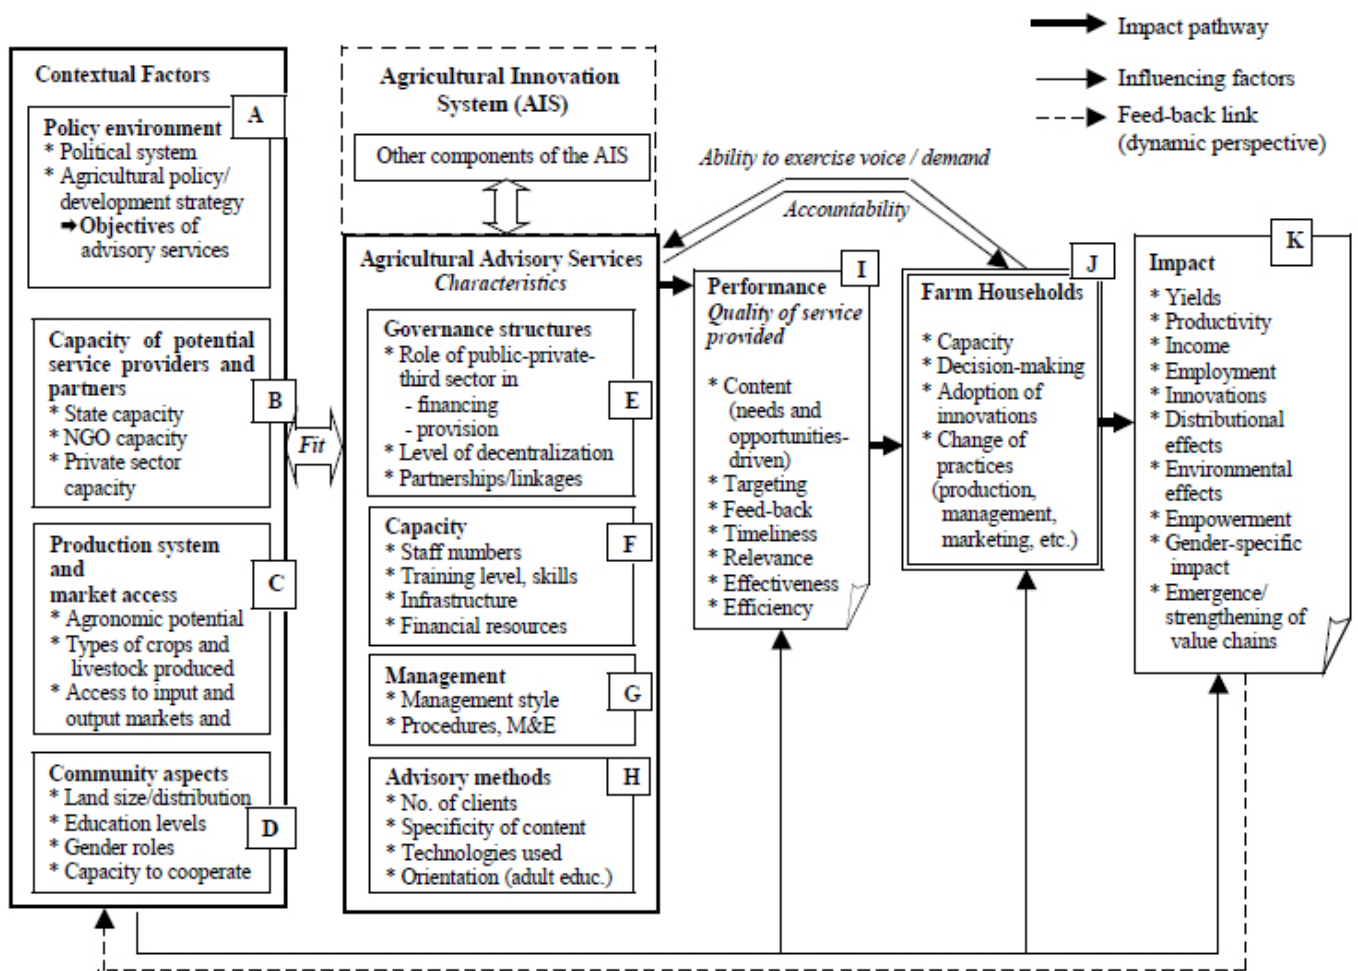 Impact pathway
Influencing factors
Feed-back link
(dynamic perspective)
Contextual Factors
A
Policy environment
* Political system
* Agricultural policy/
development strategy
➡ Objectives of
advisory services
Capacity of potential
service providers and
partners
B
* State capacity
* NGO capacity
* Private sector
capacity
Production system
and
market access
C
* Agronomic potential
* Types of crops and
livestock produced
* Access to input and
output markets and
Community aspects
* Land size/distribution
* Education levels
D
* Gender roles
* Capacity to cooperate
Fit
Agricultural Innovation
System (AIS)
Other components of the AIS
Agricultural Advisory Services
Characteristics
Governance structures
* Role of public-private-
third sector in
E
- financing
- provision
* Level of decentralization
* Partnerships/linkages
Capacity
F
* Staff numbers
* Training level, skills
* Infrastructure
* Financial resources
Management
G
* Management style
* Procedures, M&E
Advisory methods
H
* No. of clients
* Specificity of content
* Technologies used
* Orientation (adult educ.)
Ability to exercise voice / demand
Accountability
I
Performance
Quality of service
provided
* Content
(needs and
opportunities-
driven)
* Targeting
* Feed-back
* Timeliness
* Relevance
* Effectiveness
* Efficiency
J
Farm Households
* Capacity
* Decision-making
* Adoption of
innovations
* Change of
practices
(production,
management,
marketing, etc.)
K
Impact
* Yields
* Productivity
* Income
* Employment
* Innovations
* Distributional
effects
* Environmental
effects
* Empowerment
* Gender-specific
impact
* Emergence/
strengthening of
value chains